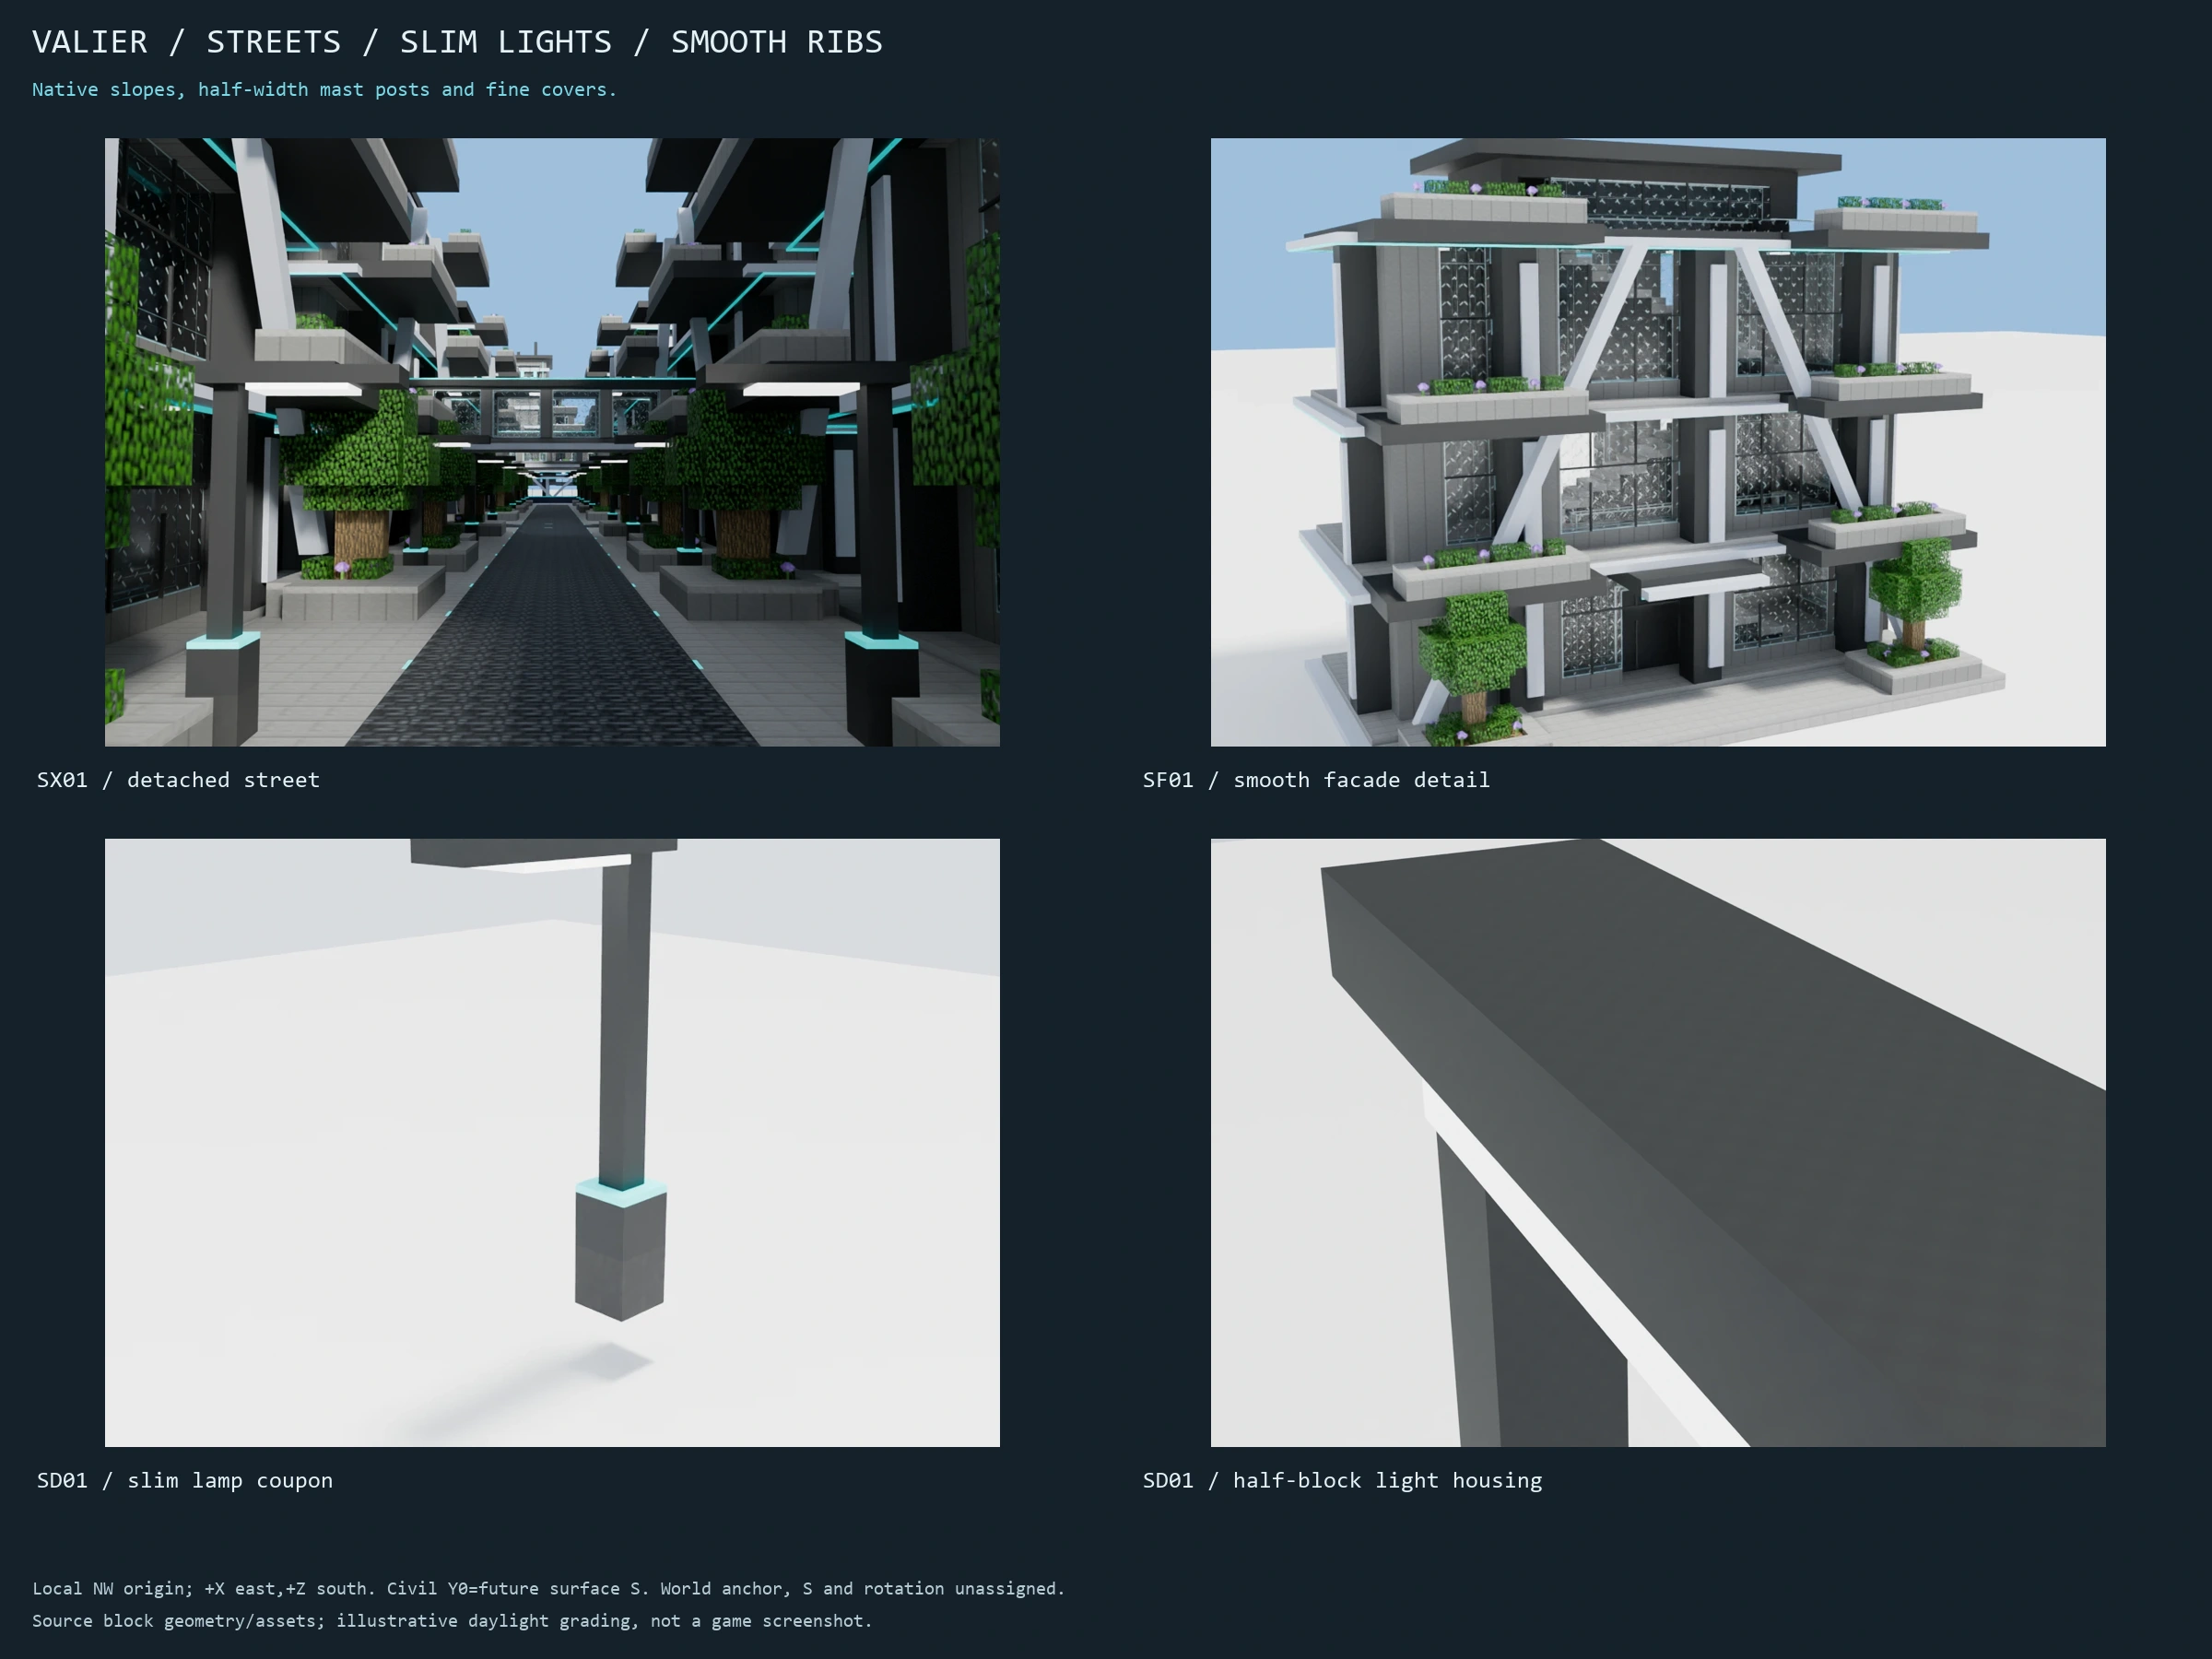 VALIER / STREETS / SLIM LIGHTS / SMOOTH RIBS
Native slopes, half-width mast posts and fine covers.
SX01 / detached street
SF01 / smooth facade detail
SD01 / slim lamp coupon
SD01 / half-block light housing
Local NW origin; +X east,+Z south. Civil Y0=future surface S. World anchor, S and rotation unassigned.
Source block geometry/assets; illustrative daylight grading, not a game screenshot.